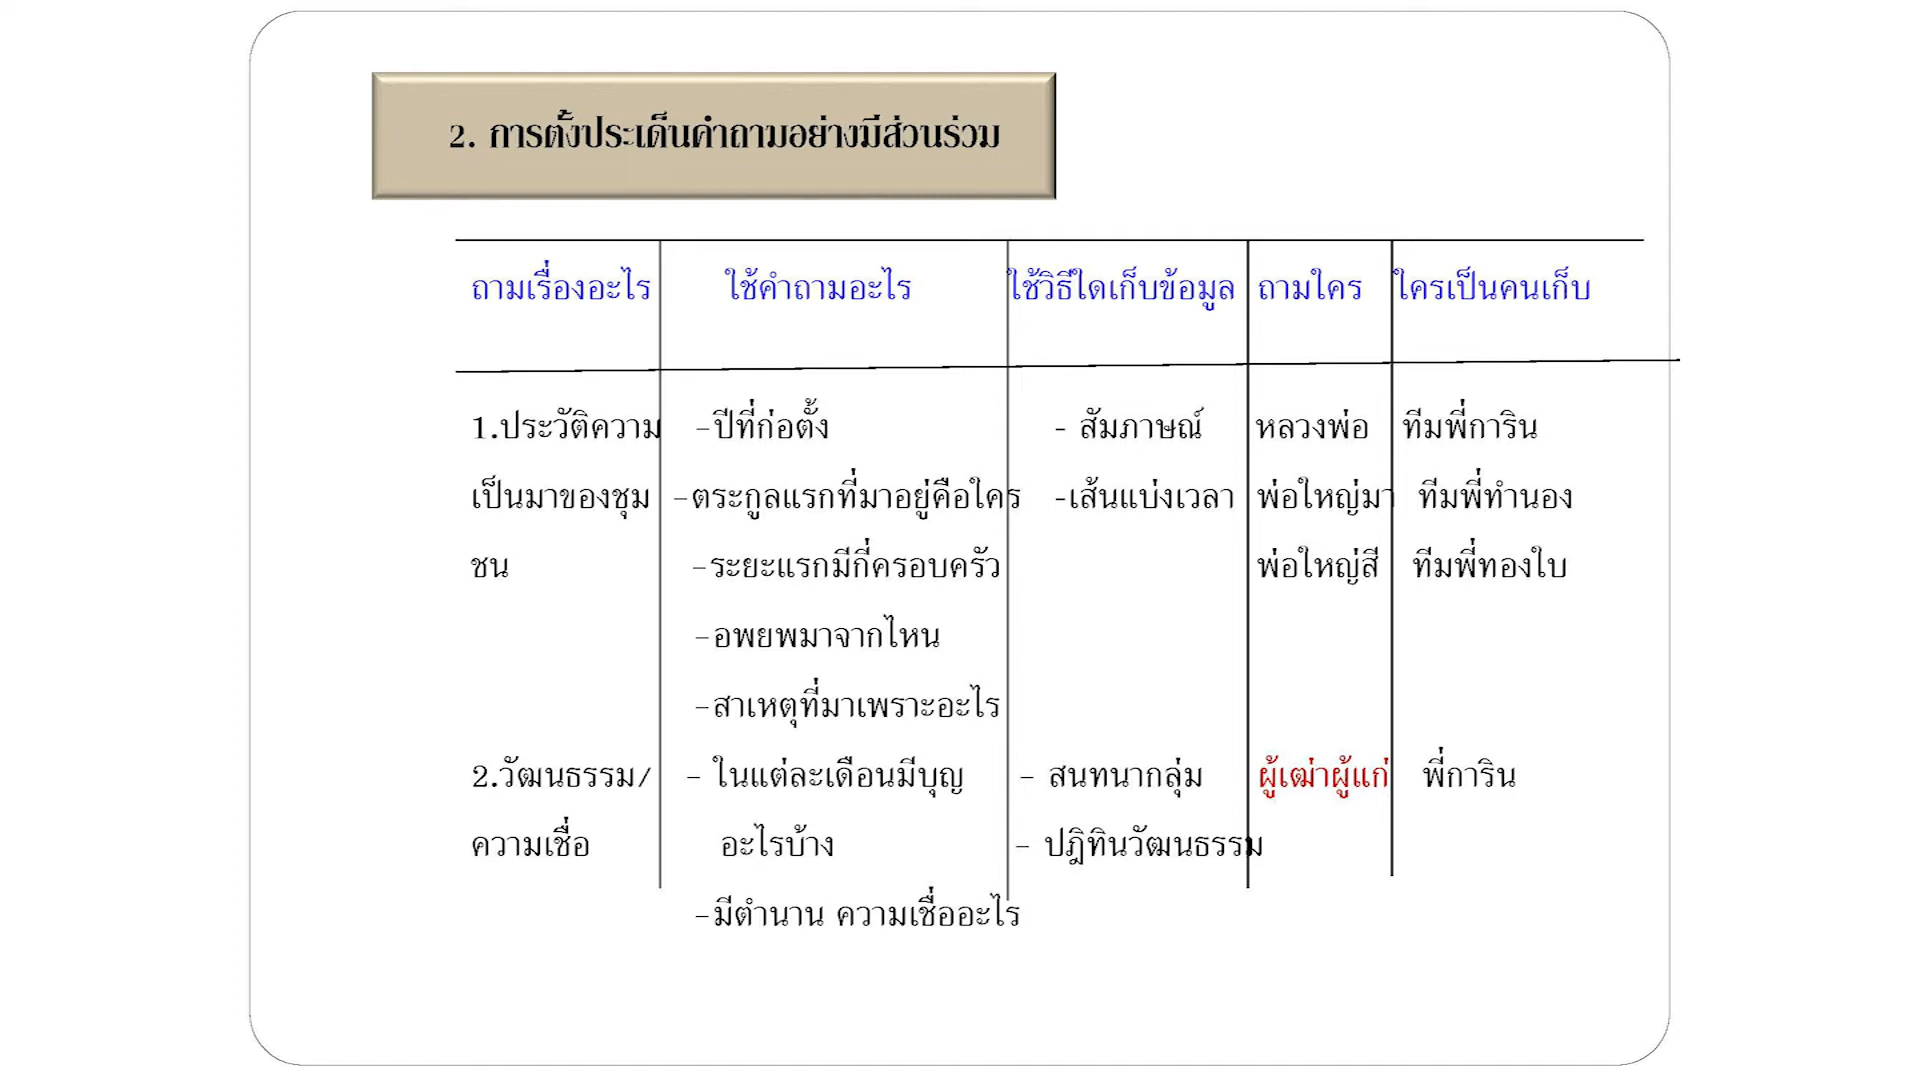 2. การตั้งประเด็นคำถามอย่างมีส่วนร่วม
ถามเรื่องอะไร ใช้คำถามอะไร ใช้วิธีใดเก็บข้อมูล ถามใคร ใครเป็นคนเก็บ
1.ประวัติความ -ปีที่ก่อตั้ง - สัมภาษณ์ หลวงพ่อ ทีมพี่การิน
เป็นมาของชุม -ตระกูลแรกที่มาอยู่คือใคร -เส้นแบ่งเวลา พ่อใหญ่มา ทีมพี่ทำนอง
ชน -ระยะแรกมีกี่ครอบครัว พ่อใหญ่สี ทีมพี่ทองใบ
-อพยพมาจากไหน
-สาเหตุที่มาเพราะอะไร
2.วัฒนธรรม/ - ในแต่ละเดือนมีบุญ - สนทนากลุ่ม ผู้เฒ่าผู้แก่ พี่การิน
ความเชื่อ อะไรบ้าง - ปฎิทินวัฒนธรรม
-มีตำนาน ความเชื่ออะไร